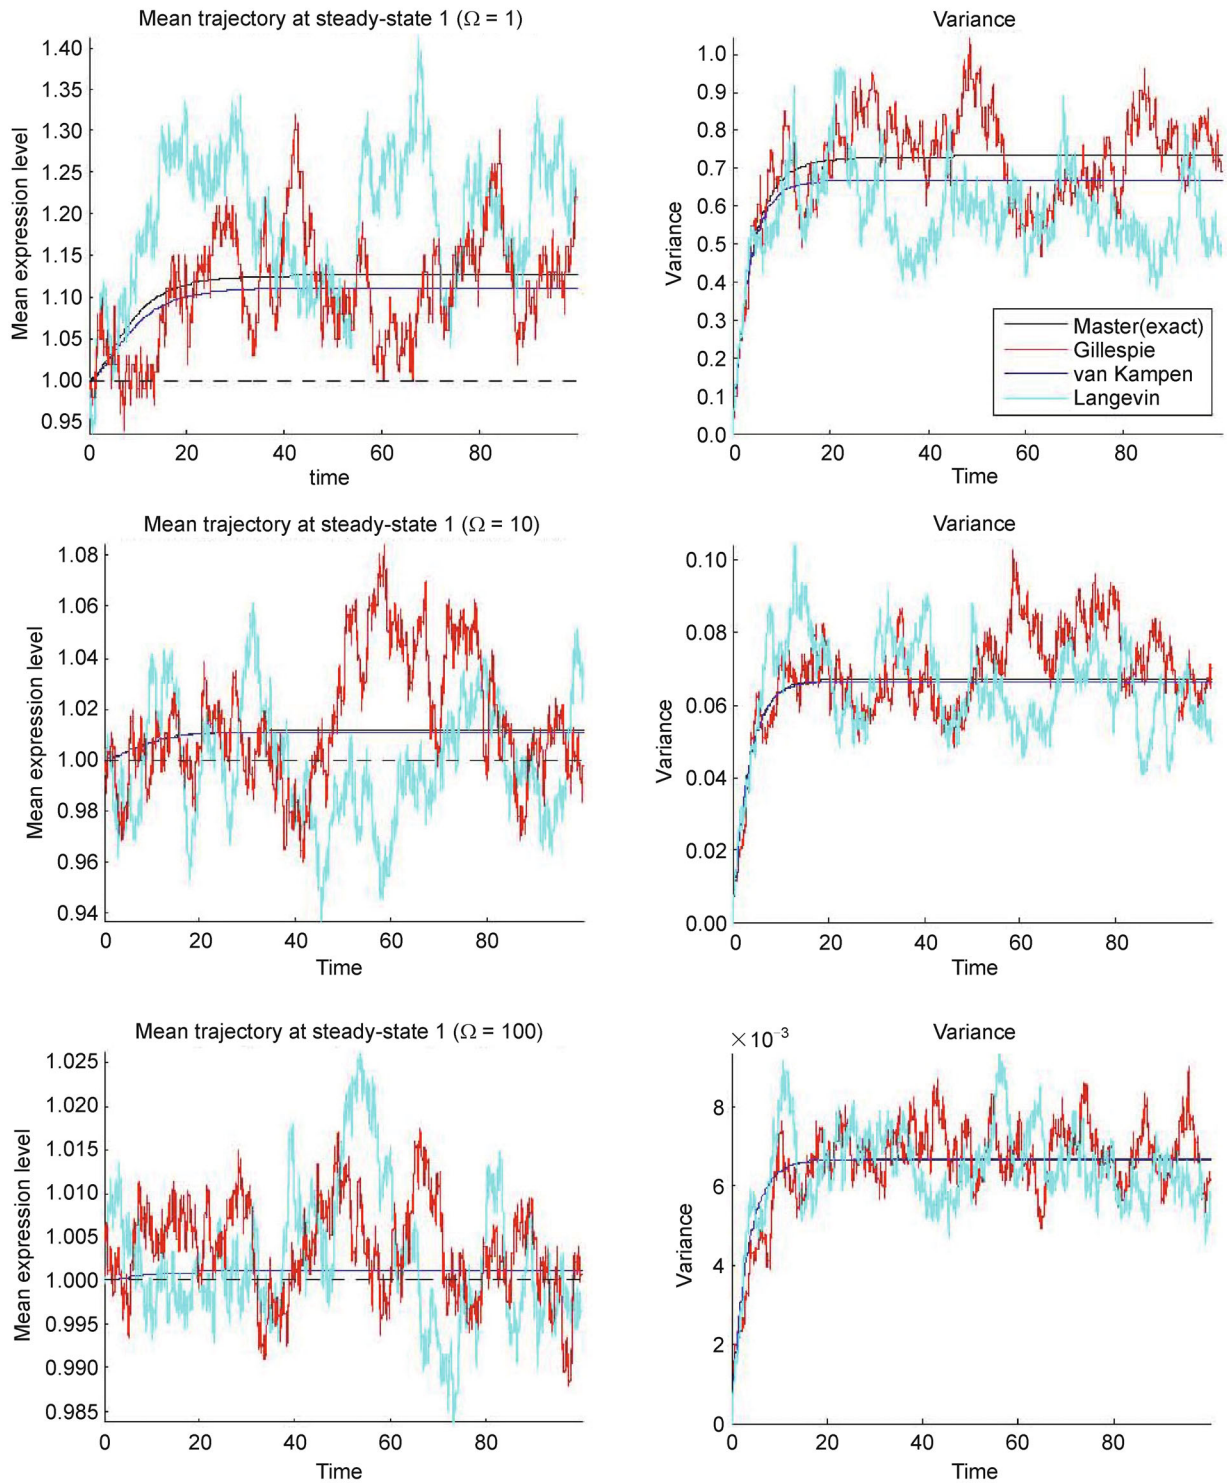 Mean trajectory at steady-state 1 (Ω = 1)
Mean expression level
1.40
1.35
1.30
1.25
1.20
1.15
1.10
1.05
1.00
0.95
0 20 40 60 80
time
Variance
Variance
1.0
0.9
0.8
0.7
0.6
0.5
0.4
0.3
0.2
0.1
0.0
Master(exact)
Gillespie
van Kampen
Langevin
0 20 40 60 80
Time
Mean trajectory at steady-state 1 (Ω = 10)
Mean expression level
1.08
1.06
1.04
1.02
1.00
0.98
0.96
0.94
0 20 40 60 80
Time
Variance
Variance
0.10
0.08
0.06
0.04
0.02
0.00
0 20 40 60 80
Time
Mean trajectory at steady-state 1 (Ω = 100)
Mean expression level
1.025
1.020
1.015
1.010
1.005
1.000
0.995
0.990
0.985
0 20 40 60 80
Time
Variance
×10⁻³
Variance
8
6
4
2
0
0 20 40 60 80
Time